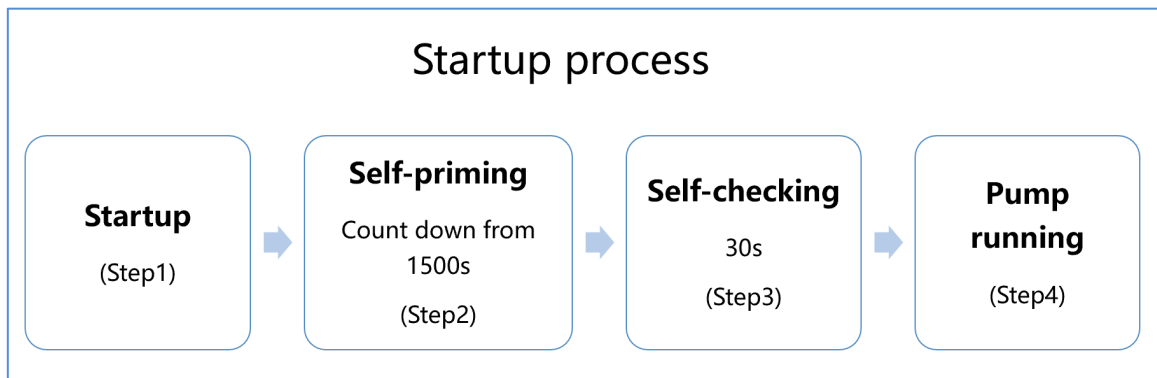 Startup process
Startup
(Step1)
Self-priming
Count down from
1500s
(Step2)
Self-checking
30s
(Step3)
Pump
running
(Step4)